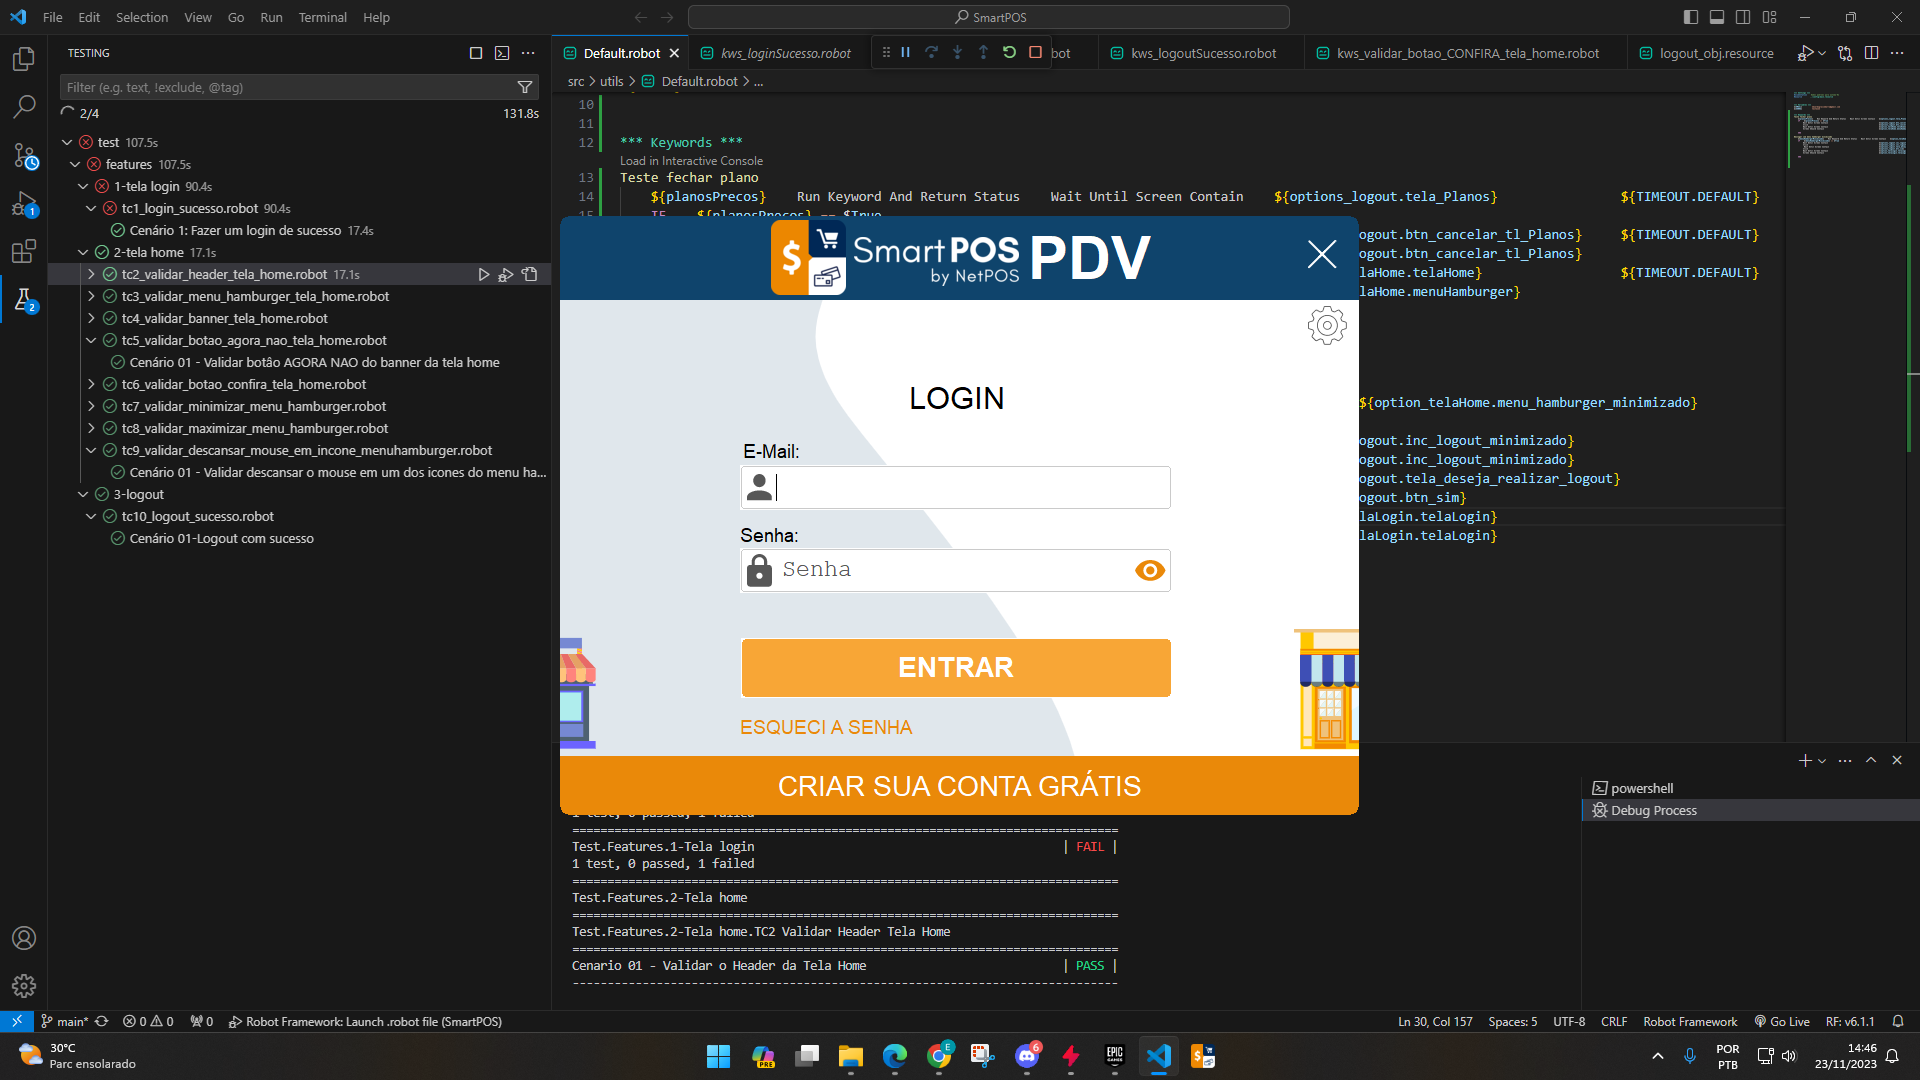 File Edit Selection View Go Run Terminal Help
SmartPOS
TESTING
Default.robot
kws_loginSucesso.robot
bot
kws_logoutSucesso.robot
kws_validar_botao_CONFIRA_tela_home.robot
logout_obj.resource
Filter (e.g. text, !exclude, @tag)
src > utils > Default.robot > ...
2/4 131.8s
test 107.5s
features 107.5s
1-tela login 90.4s
tc1_login_sucesso.robot 90.4s
Cenário 1: Fazer um login de sucesso 17.4s
2-tela home 17.1s
tc2_validar_header_tela_home.robot 17.1s
tc3_validar_menu_hamburger_tela_home.robot
tc4_validar_banner_tela_home.robot
tc5_validar_botao_agora_nao_tela_home.robot
Cenário 01 - Validar botão AGORA NAO do banner da tela home
tc6_validar_botao_confira_tela_home.robot
tc7_validar_minimizar_menu_hamburger.robot
tc8_validar_maximizar_menu_hamburger.robot
tc9_validar_descansar_mouse_em_incone_menuhamburger.robot
Cenário 01 - Validar descansar o mouse em um dos icones do menu ha...
3-logout
tc10_logout_sucesso.robot
Cenário 01-Logout com sucesso
10
11
12 *** Keywords ***
Load in Interactive Console
13 Teste fechar plano
14 ${planosPrecos} Run Keyword And Return Status Wait Until Screen Contain ${options_logout.tela_Planos} ${TIMEOUT.DEFAULT}
15 IF ${planosPrecos} == $True
ogout.btn_cancelar_tl_Planos} ${TIMEOUT.DEFAULT}
ogout.btn_cancelar_tl_Planos}
laHome.telaHome} ${TIMEOUT.DEFAULT}
laHome.menuHamburger}
${option_telaHome.menu_hamburger_minimizado}
ogout.inc_logout_minimizado}
ogout.inc_logout_minimizado}
ogout.tela_deseja_realizar_logout}
ogout.btn_sim}
laLogin.telaLogin}
laLogin.telaLogin}
$ SmartPOS PDV
by NetPOS
LOGIN
E-Mail:
Senha:
Senha
ENTRAR
ESQUECI A SENHA
CRIAR SUA CONTA GRÁTIS
1 test, 0 passed, 1 failed
==============================================================================
Test.Features.1-Tela login | FAIL |
1 test, 0 passed, 1 failed
==============================================================================
Test.Features.2-Tela home
==============================================================================
Test.Features.2-Tela home.TC2 Validar Header Tela Home
==============================================================================
Cenario 01 - Validar o Header da Tela Home | PASS |
------------------------------------------------------------------------------
powershell
Debug Process
main* 0 0 0 Robot Framework: Launch .robot file (SmartPOS)
Ln 30, Col 157 Spaces: 5 UTF-8 CRLF Robot Framework Go Live RF: v6.1.1
30°C
Parc ensolarado
PRE
E
6
EPIC GAMES
POR
PTB
14:46
23/11/2023